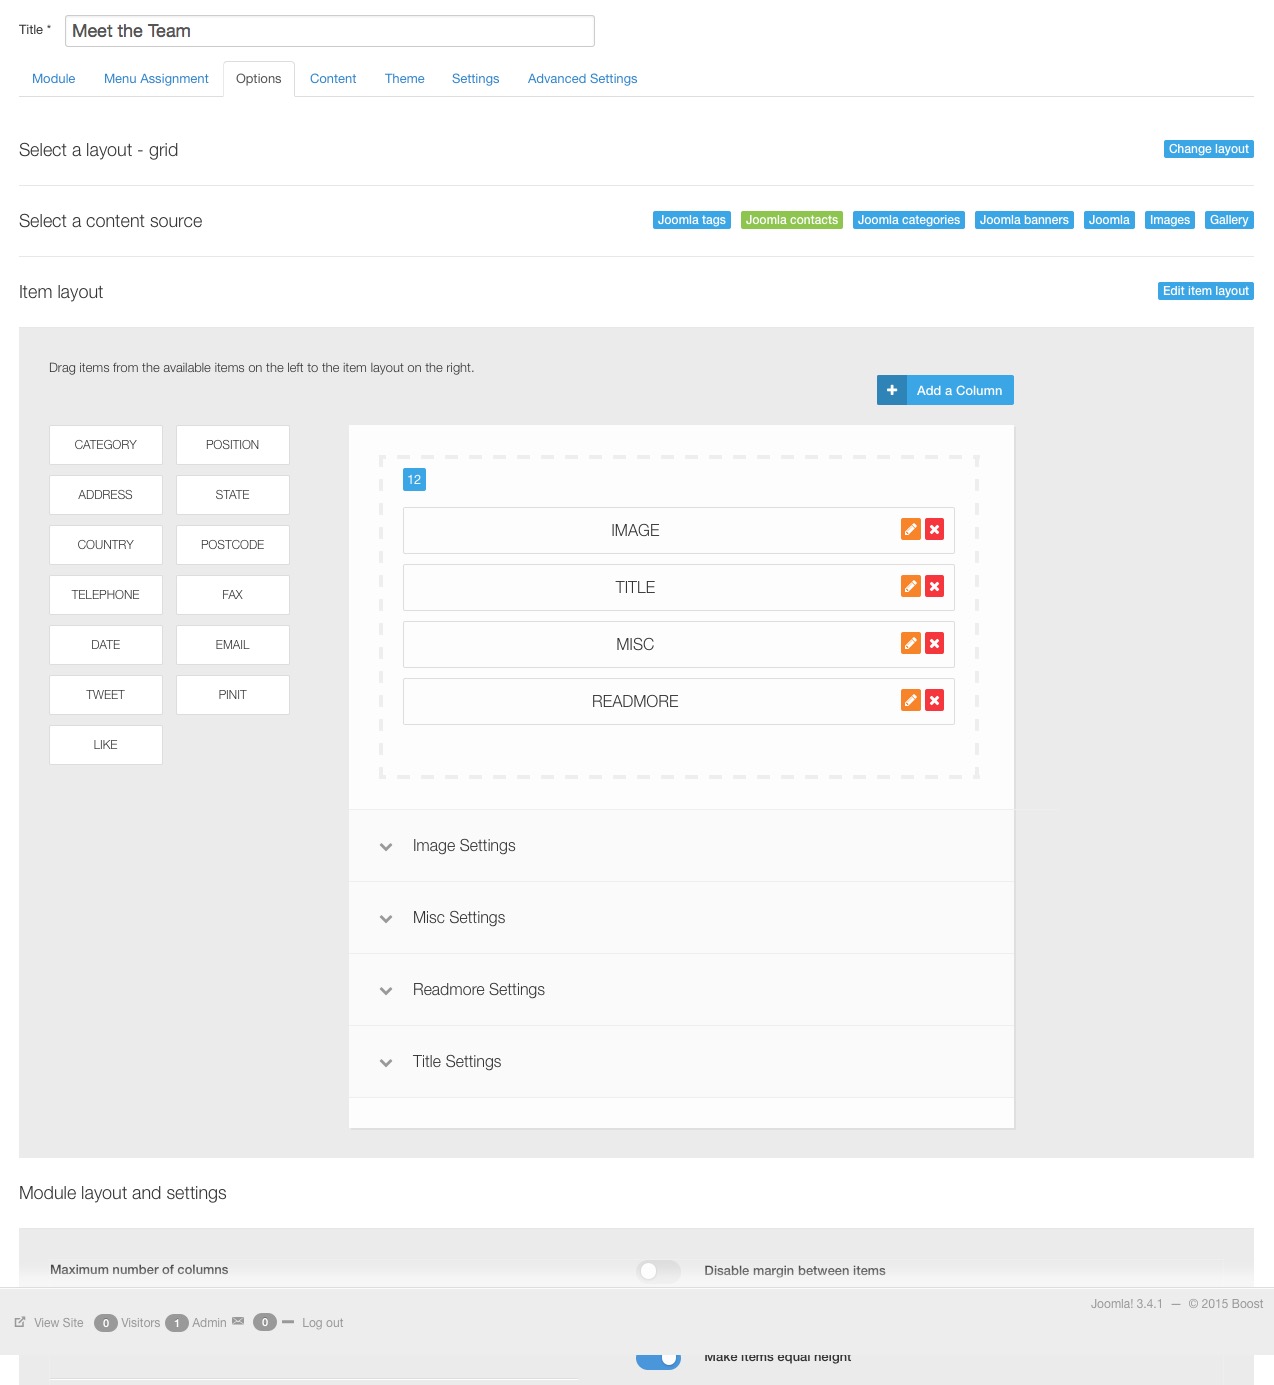 Title *
Meet the Team
Module Menu Assignment Options Content Theme Settings Advanced Settings
Select a layout - grid
Change layout
Select a content source
Joomla tags Joomla contacts Joomla categories Joomla banners Joomla Images Gallery
Item layout
Edit item layout
Drag items from the available items on the left to the item layout on the right.
Add a Column
CATEGORY POSITION
ADDRESS STATE
COUNTRY POSTCODE
TELEPHONE FAX
DATE EMAIL
TWEET PINIT
LIKE
12
IMAGE
TITLE
MISC
READMORE
Image Settings
Misc Settings
Readmore Settings
Title Settings
Module layout and settings
Maximum number of columns
Disable margin between items
Joomla! 3.4.1 — © 2015 Boost
View Site 0 Visitors 1 Admin 0 Log out
Make items equal height